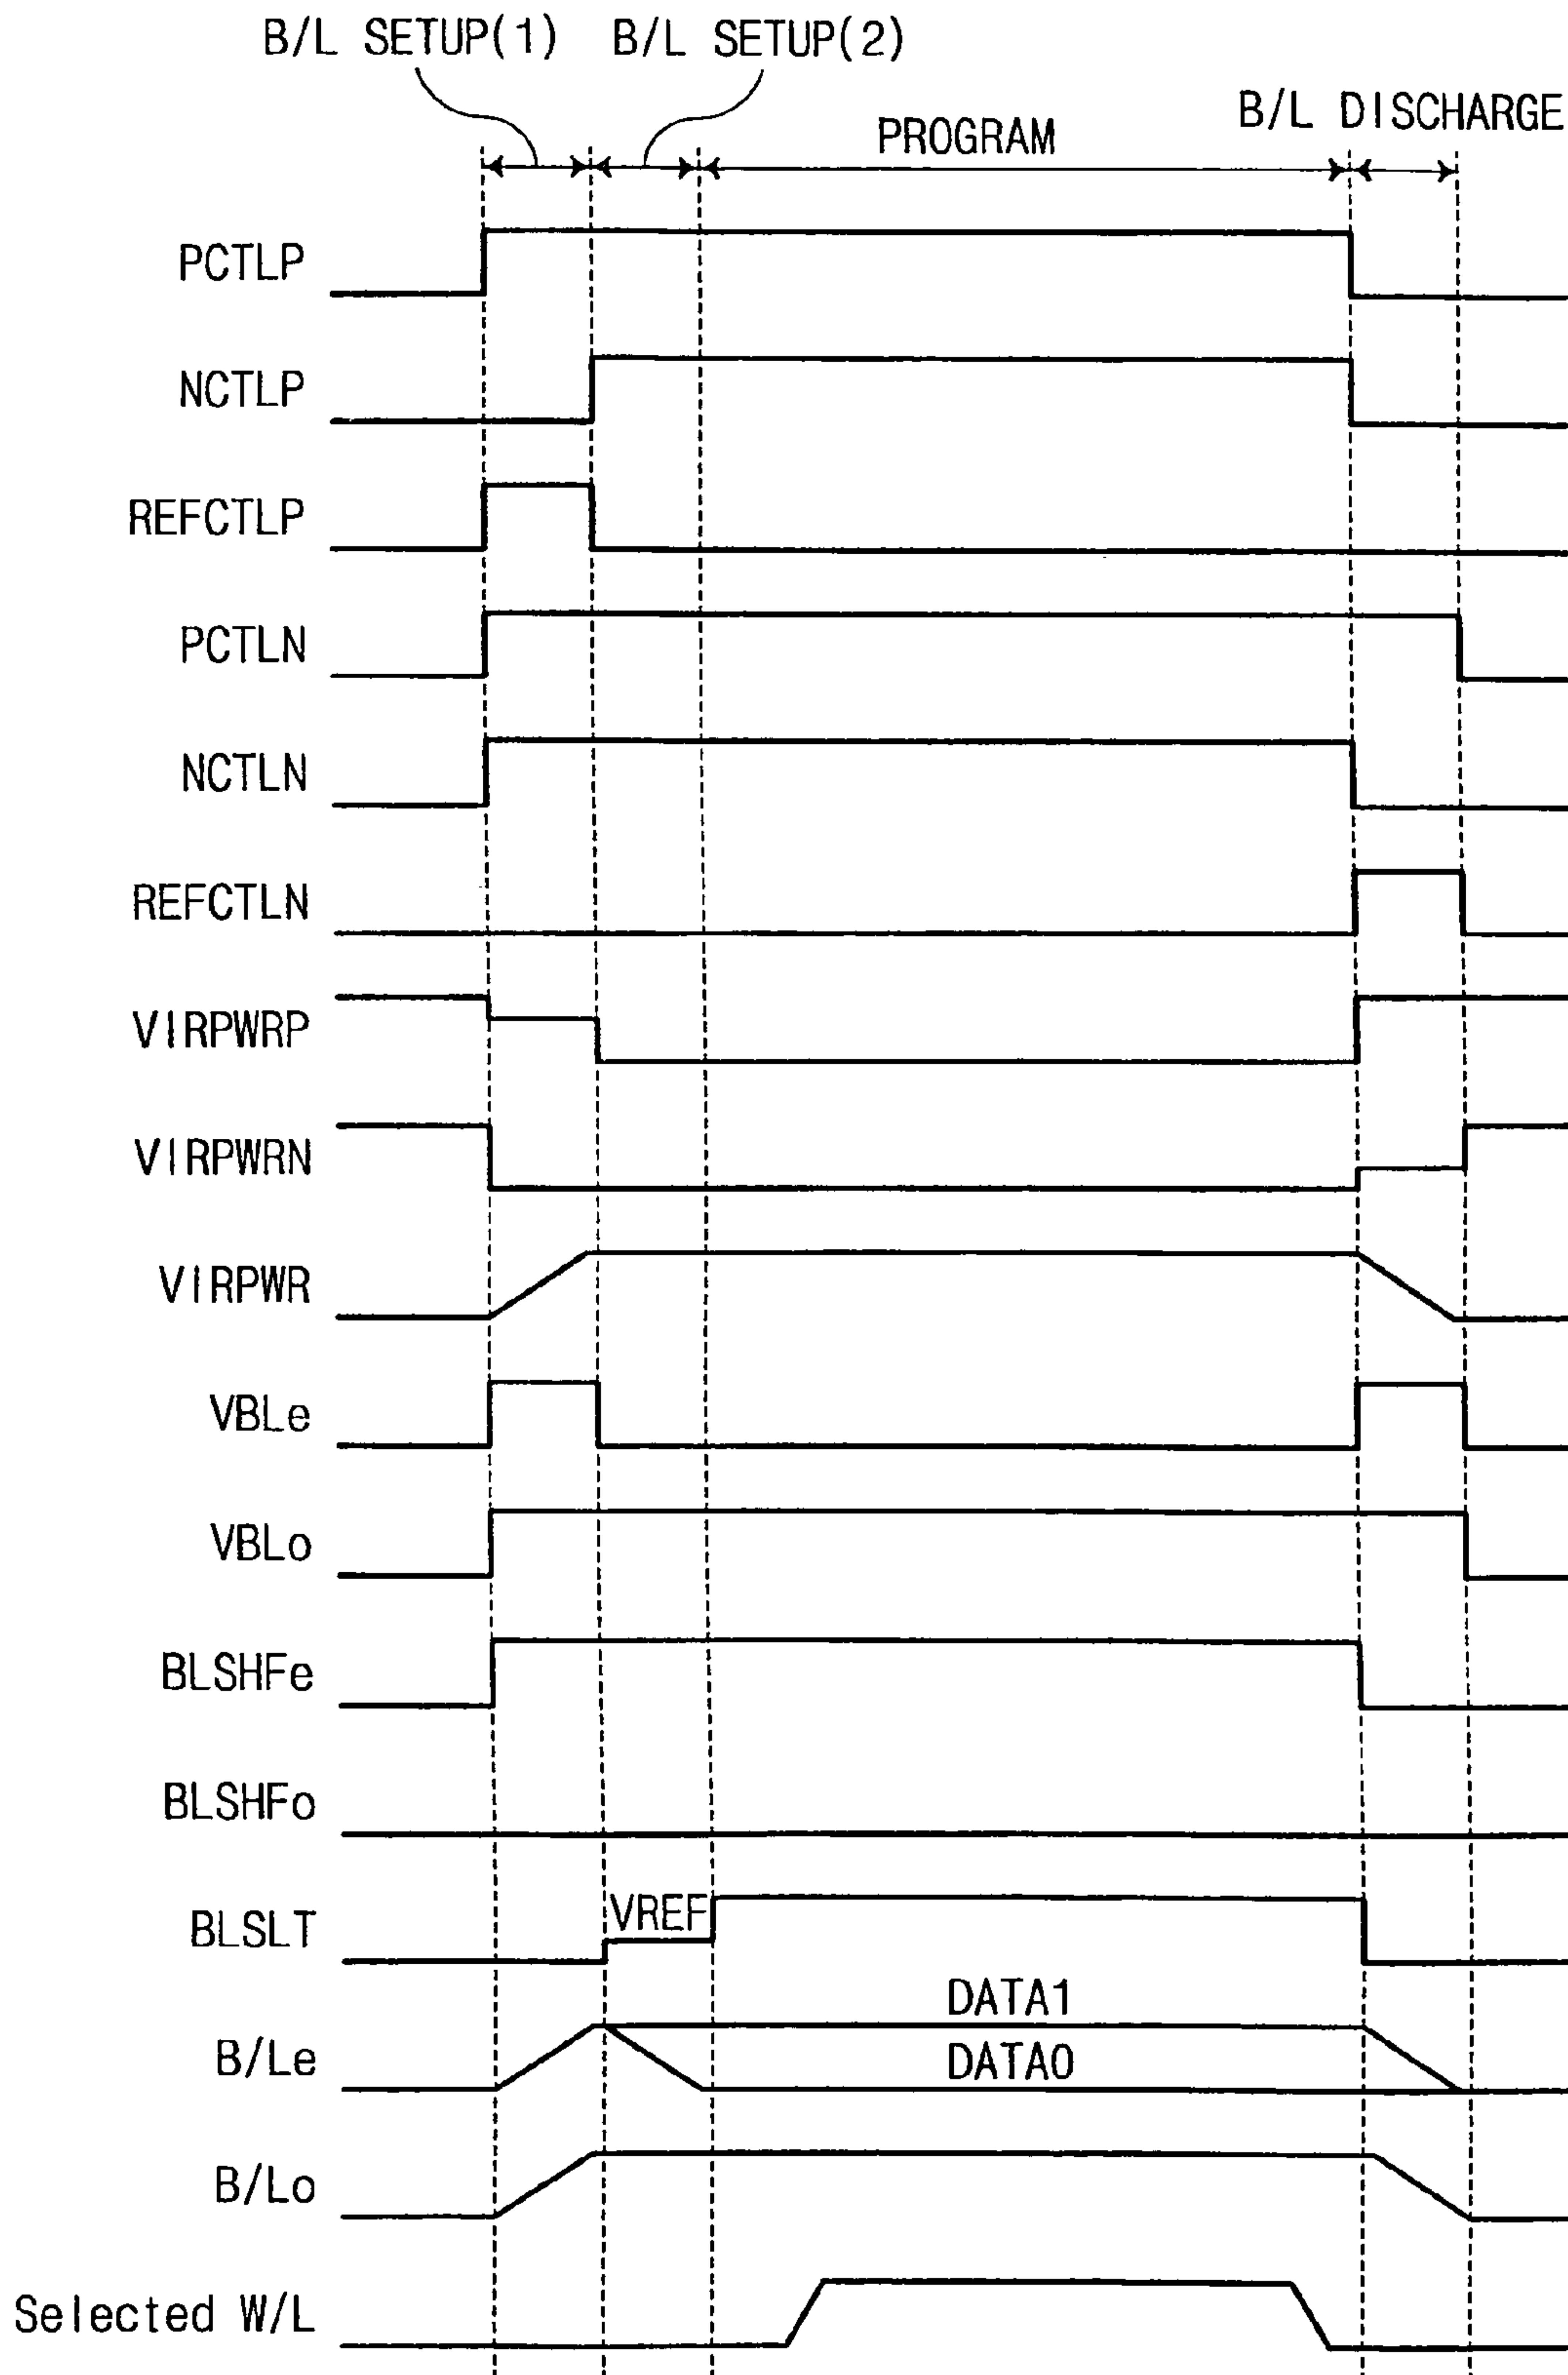 B/L SETUP(1) B/L SETUP(2)
B/L DISCHARGE
PROGRAM
PCTLP
NCTLP
REFCTLP
PCTLN
NCTLN
REFCTLN
VIRPWRP
VIRPWRN
VIRPWR
VBLe
VBLo
BLSHFe
BLSHFo
BLSLT
VREF
DATA1
B/Le
DATA0
B/Lo
Selected W/L